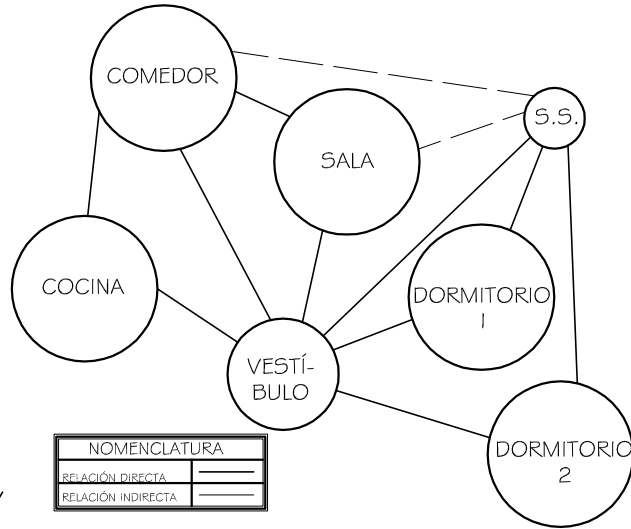 COMEDOR
S.S.
SALA
COCINA
DORMITORIO
1
VESTÍ-
BULO
DORMITORIO
2
NOMENCLATURA
RELACIÓN DIRECTA
RELACIÓN INDIRECTA